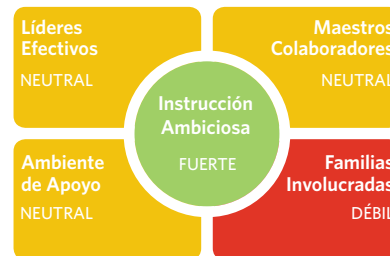 Líderes
Efectivos
NEUTRAL
Maestros
Colaboradores
NEUTRAL
Instrucción
Ambiciosa
FUERTE
Ambiente
de Apoyo
NEUTRAL
Familias
Involucradas
DÉBIL